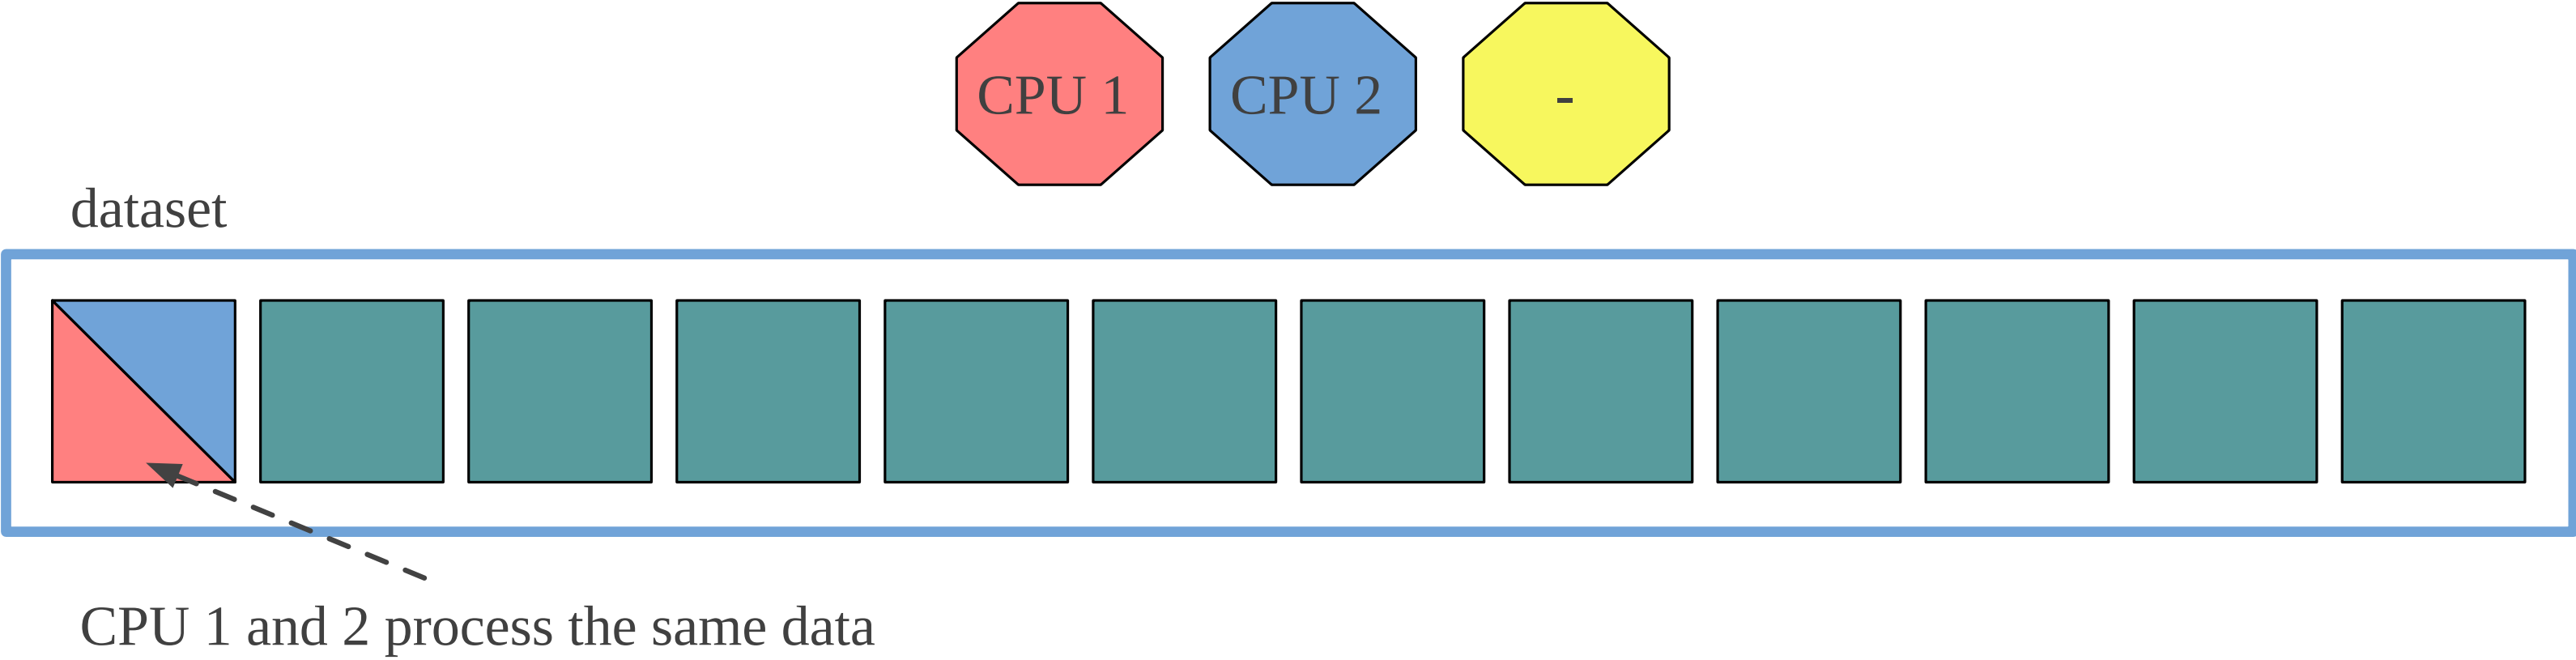 CPU 1
CPU 2
-
dataset
CPU 1 and 2 process the same data